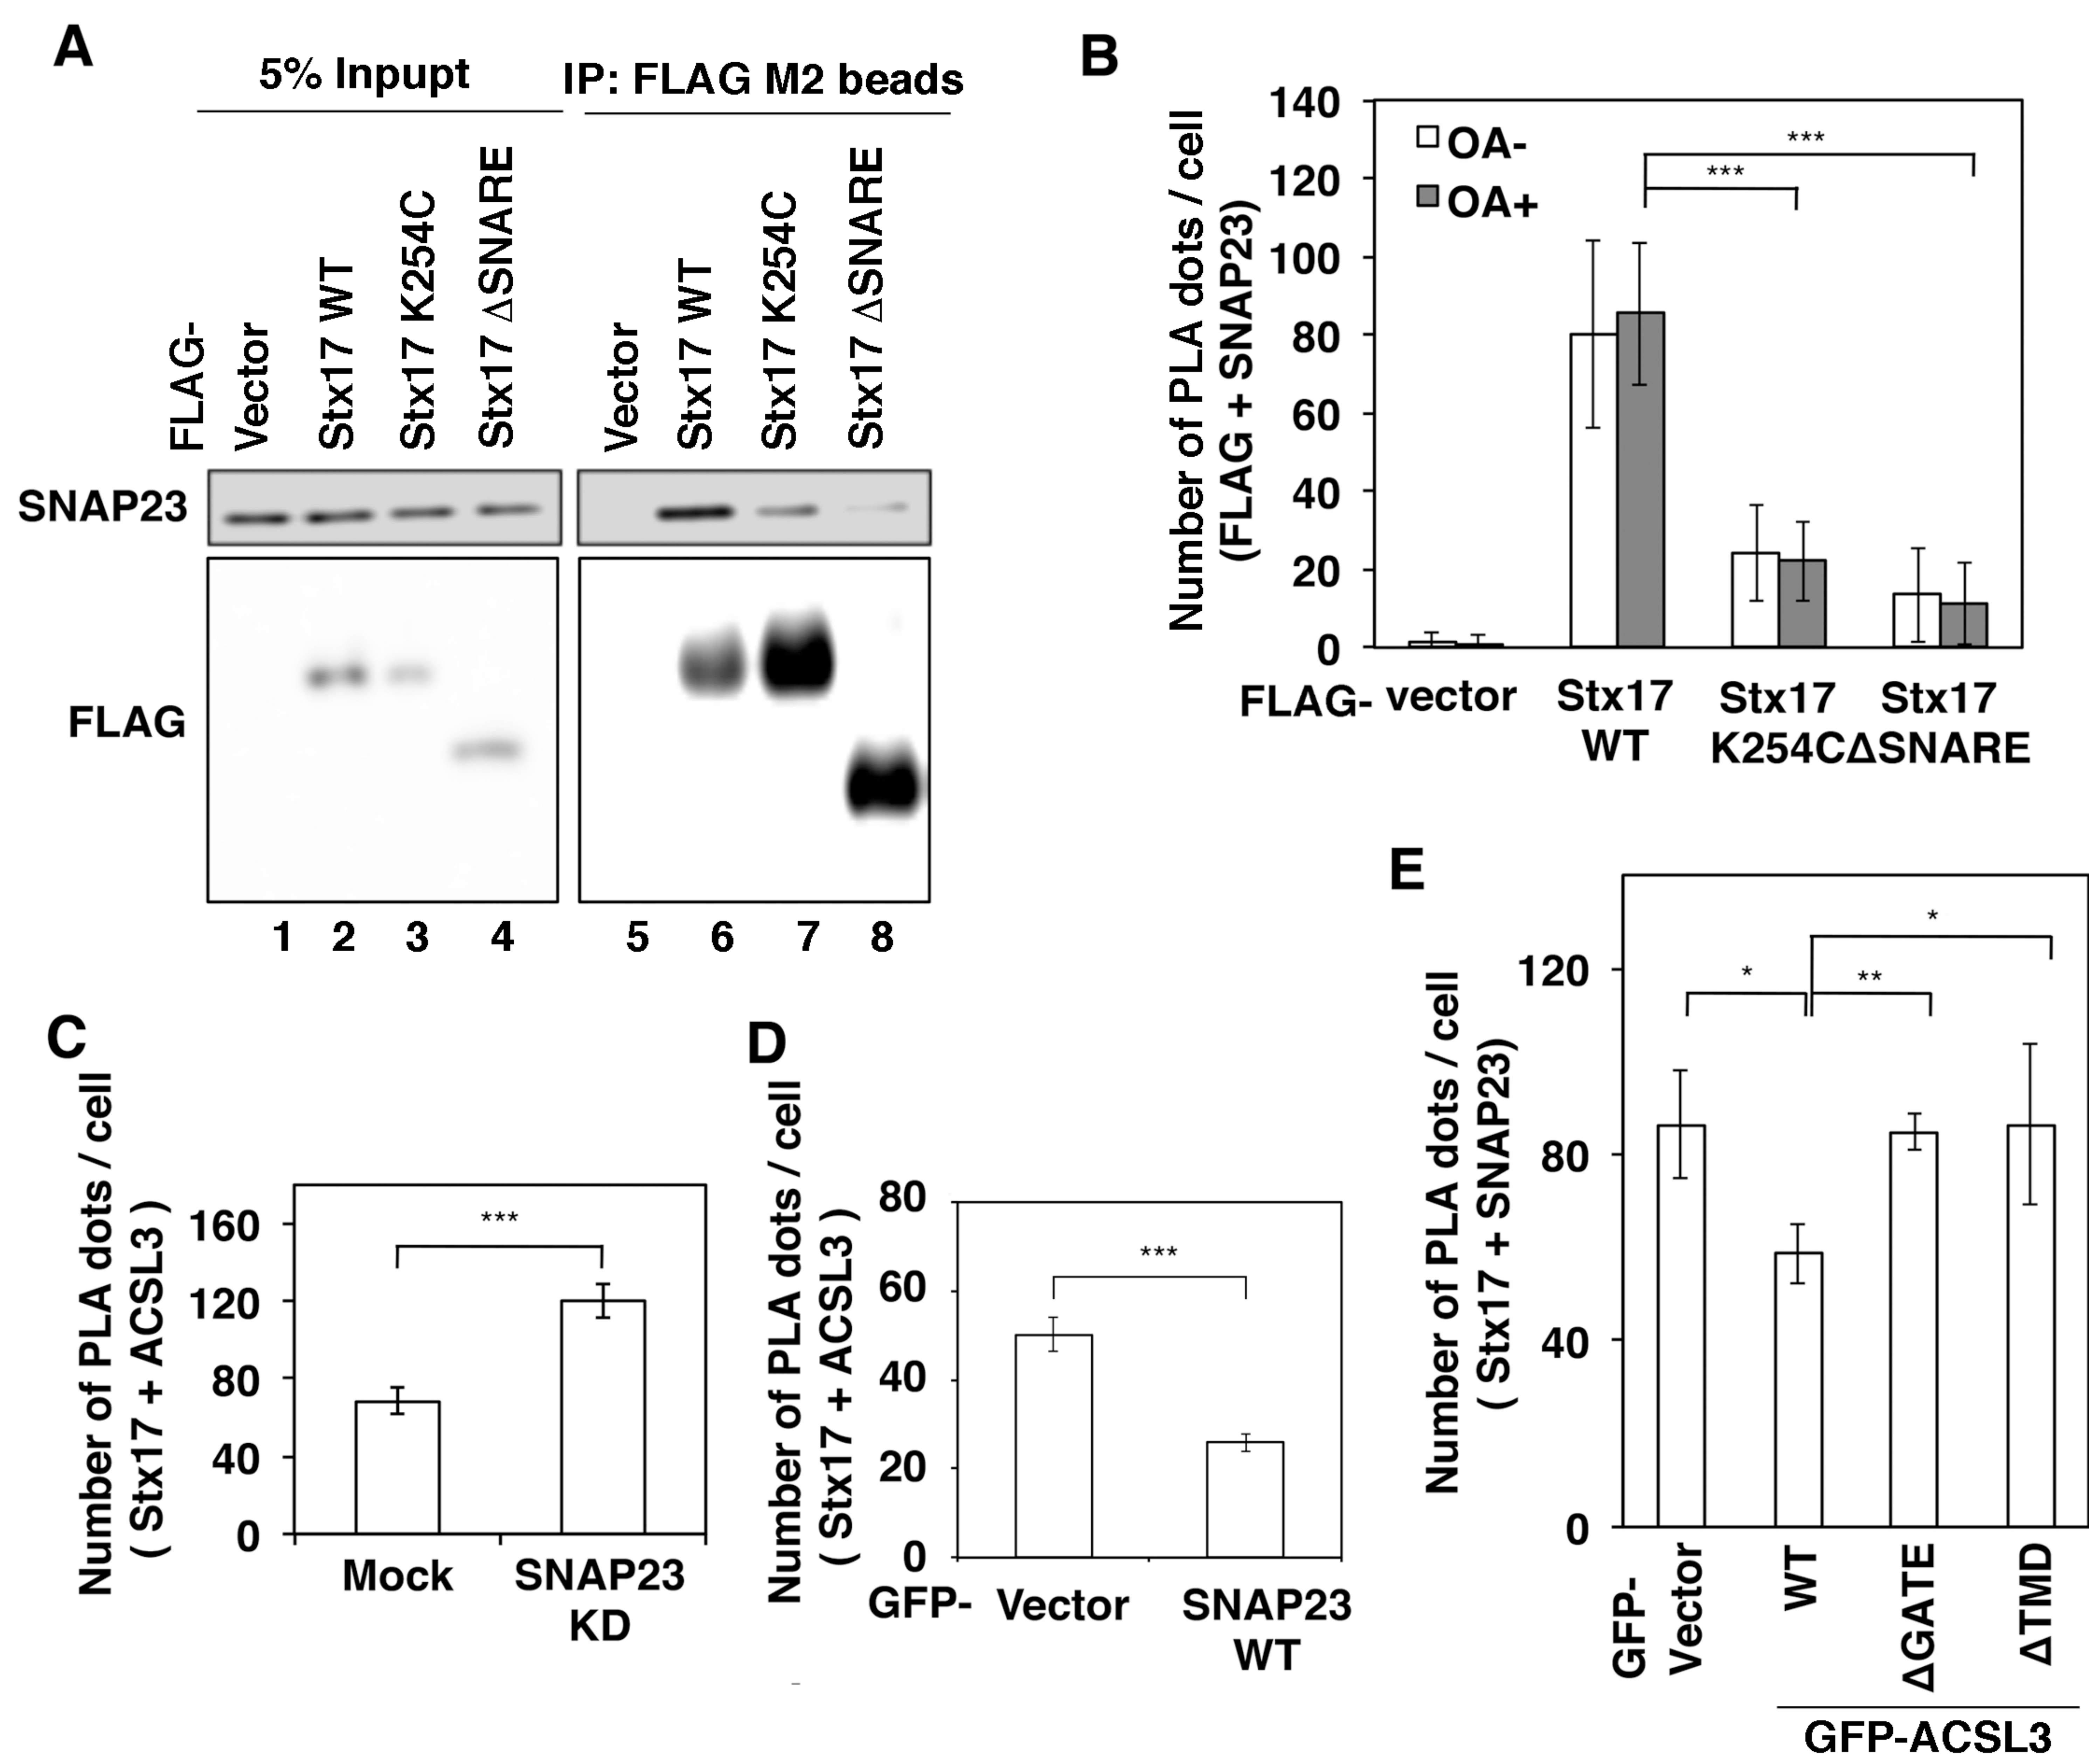 A
5% Inpupt
IP: FLAG M2 beads
FLAG-
Vector
Stx17 WT
Stx17 K254C
Stx17 △SNARE
Vector
Stx17 WT
Stx17 K254C
Stx17 △SNARE
SNAP23
FLAG
1 2 3 4 5 6 7 8
B
Number of PLA dots / cell
(FLAG + SNAP23)
140
120
100
80
60
40
20
0
OA-
OA+
***
***
FLAG- vector
Stx17
WT
Stx17
K254C
Stx17
ΔSNARE
C
Number of PLA dots / cell
( Stx17 + ACSL3 )
160
120
80
40
0
***
Mock
SNAP23
KD
D
Number of PLA dots / cell
( Stx17 + ACSL3 )
80
60
40
20
0
***
GFP- Vector
SNAP23
WT
E
Number of PLA dots / cell
( Stx17 + SNAP23)
120
80
40
0
*
*
**
GFP-
Vector
WT
ΔGATE
ΔTMD
GFP-ACSL3